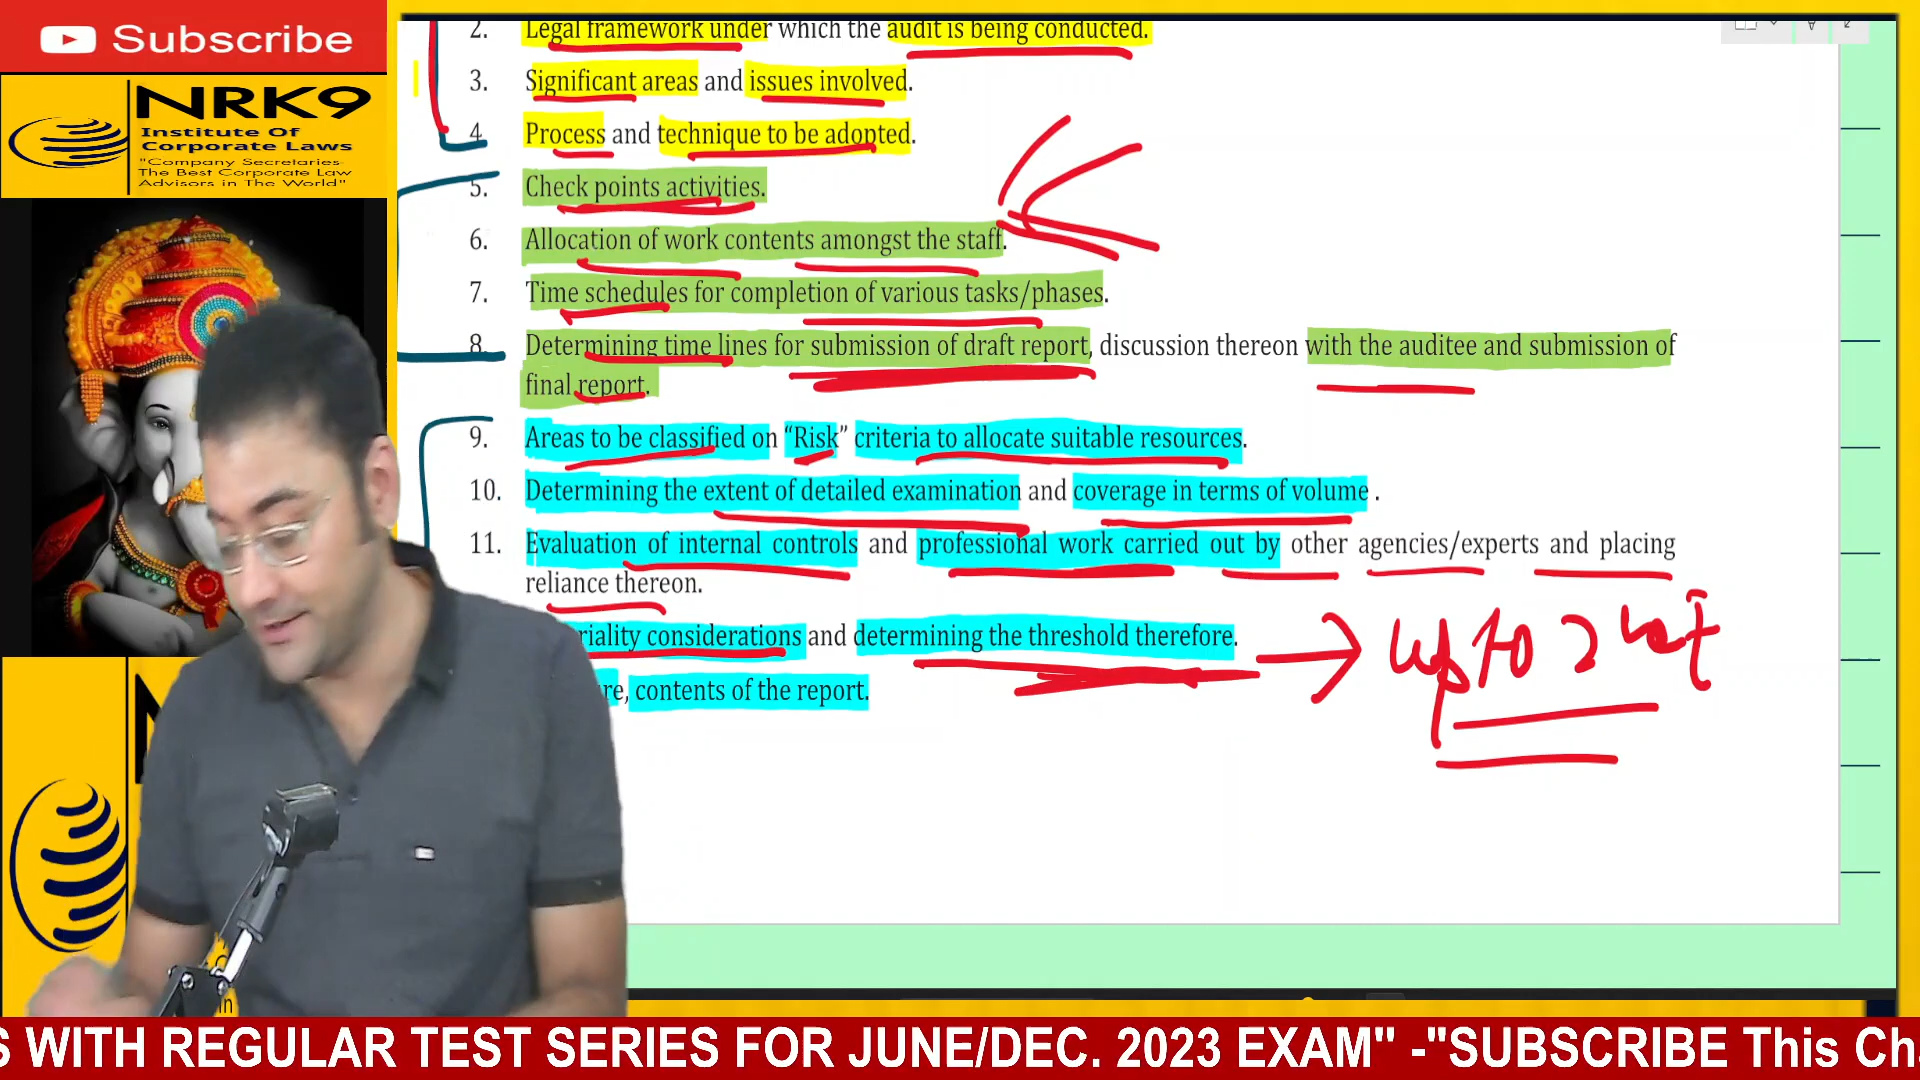 Subscribe
NRK9
Institute Of
Corporate Laws
"Company Secretaries-
The Best Corporate Law
Advisors in The World"
2. Legal framework under which the audit is being conducted.
3. Significant areas and issues involved.
4. Process and technique to be adopted.
5. Check points activities.
6. Allocation of work contents amongst the staff.
7. Time schedules for completion of various tasks/phases.
8. Determining time lines for submission of draft report, discussion thereon with the auditee and submission of
final report.
9. Areas to be classified on “Risk” criteria to allocate suitable resources.
10. Determining the extent of detailed examination and coverage in terms of volume .
11. Evaluation of internal controls and professional work carried out by other agencies/experts and placing
reliance thereon.
riality considerations and determining the threshold therefore.
re, contents of the report.
up to 2
in
S WITH REGULAR TEST SERIES FOR JUNE/DEC. 2023 EXAM" -"SUBSCRIBE This Ch